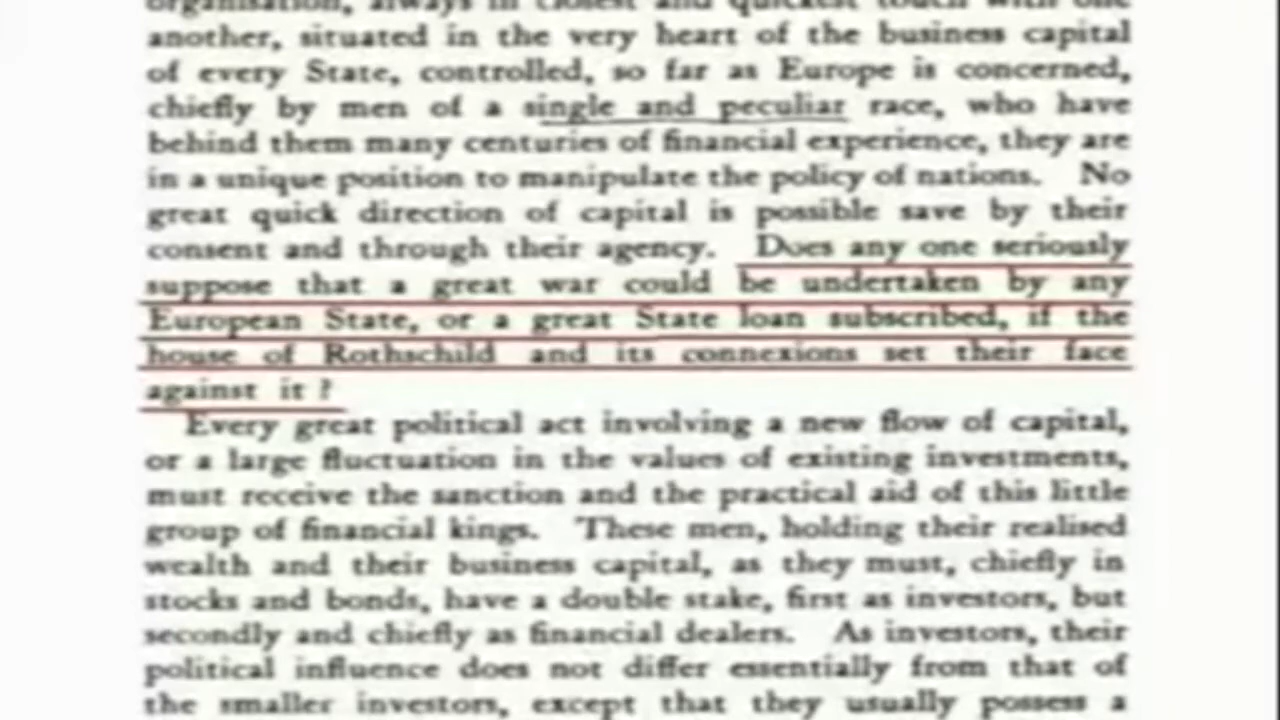 organisation, always in closest and quickest touch with one
another, situated in the very heart of the business capital
of every State, controlled, so far as Europe is concerned,
chiefly by men of a single and peculiar race, who have
behind them many centuries of financial experience, they are
in a unique position to manipulate the policy of nations. No
great quick direction of capital is possible save by their
consent and through their agency. Does any one seriously
suppose that a great war could be undertaken by any
European State, or a great State loan subscribed, if the
house of Rothschild and its connexions set their face
against it ?
Every great political act involving a new flow of capital,
or a large fluctuation in the values of existing investments,
must receive the sanction and the practical aid of this little
group of financial kings. These men, holding their realised
wealth and their business capital, as they must, chiefly in
stocks and bonds, have a double stake, first as investors, but
secondly and chiefly as financial dealers. As investors, their
political influence does not differ essentially from that of
the smaller investors, except that they usually possess a